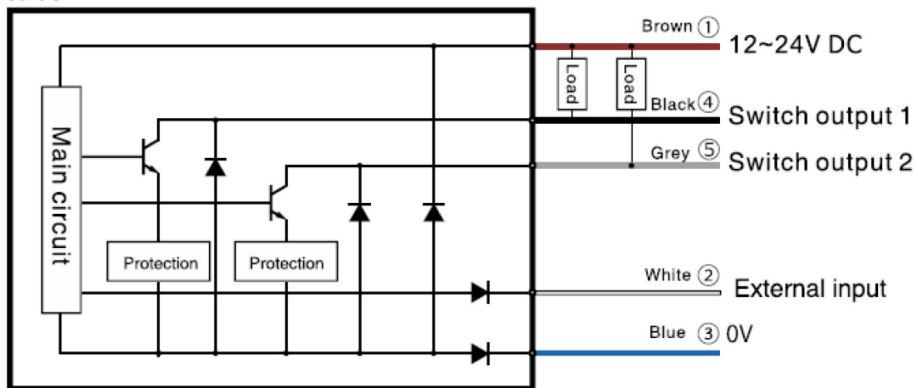 Brown ①
12~24V DC
Load
Load
Black ④
Switch output 1
Grey ⑤
Switch output 2
Main circuit
Protection
Protection
White ②
External input
Blue ③ 0V